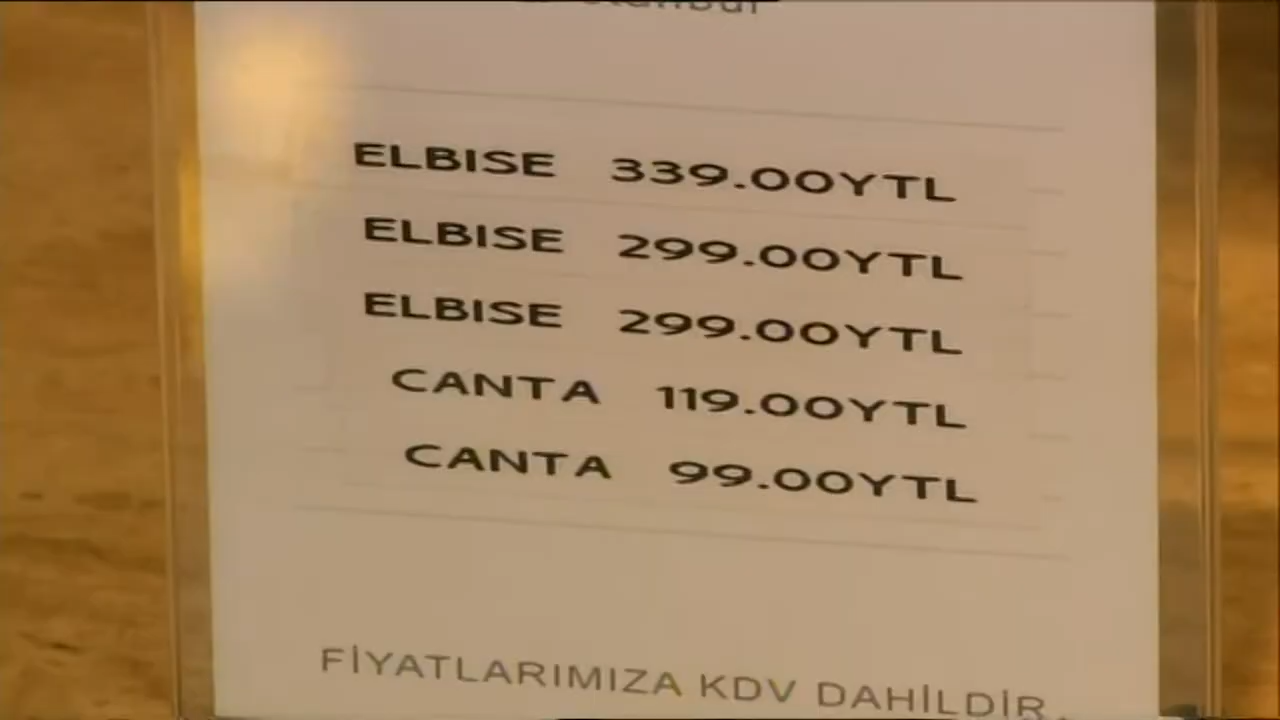 ELBISE 339.00YTL
ELBISE 299.00YTL
ELBISE 299.00YTL
CANTA 119.00YTL
CANTA 99.00YTL
FİYATLARIMIZA KDV DAHİLDİR.